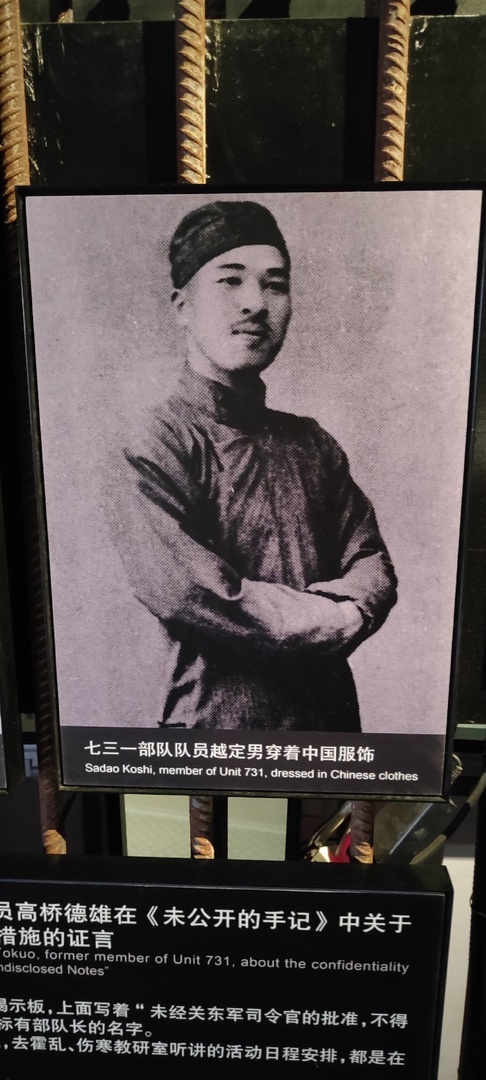 七三一部队队员越定男穿着中国服饰
Sadao Koshi, member of Unit 731, dressed in Chinese clothes
员高桥德雄在《未公开的手记》中关于
措施的证言
Tokuo, former member of Unit 731, about the confidentiality
ndisclosed Notes"
揭示板，上面写着“未经关东军司令官的批准，不得
标有部队长的名字。
，去霍乱、伤寒教研室听讲的活动日程安排，都是在